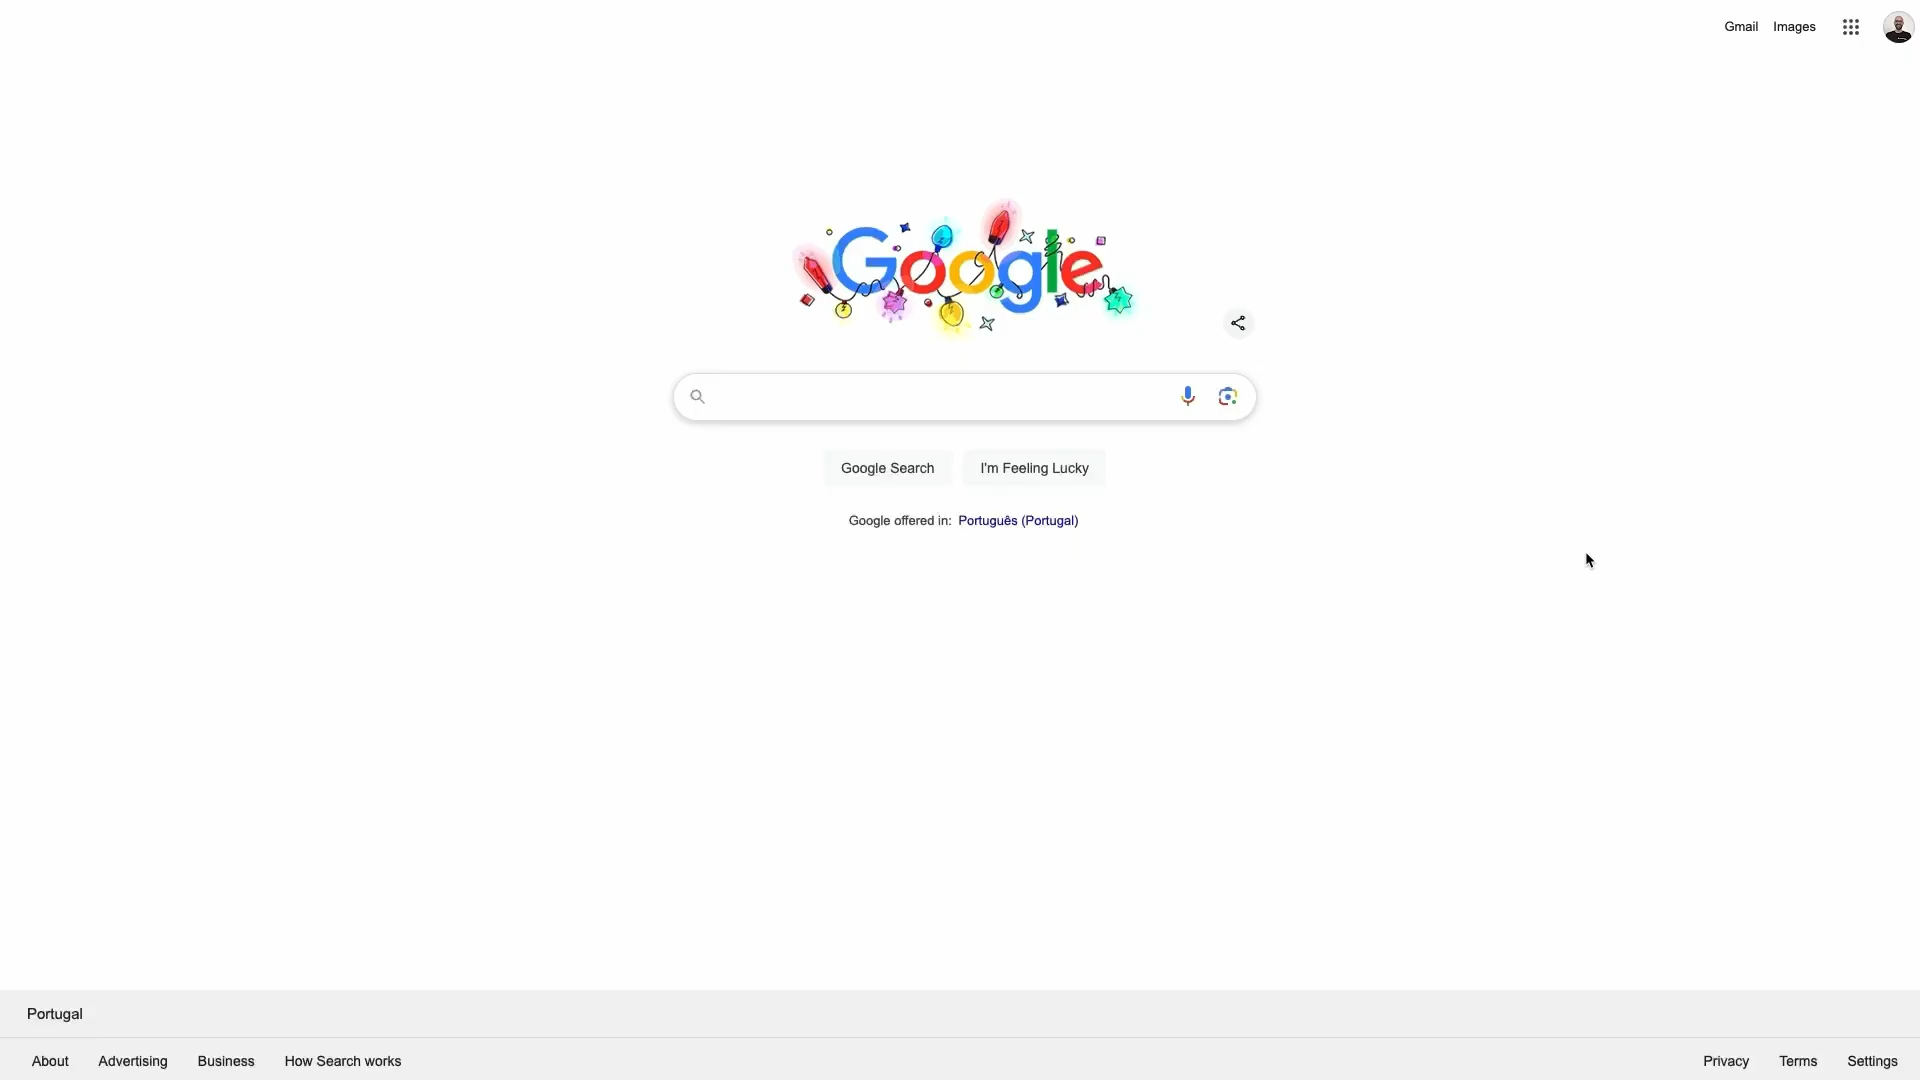 Gmail Images
Google
Google Search I'm Feeling Lucky
Google offered in: Português (Portugal)
Portugal
About Advertising Business How Search works Privacy Terms Settings